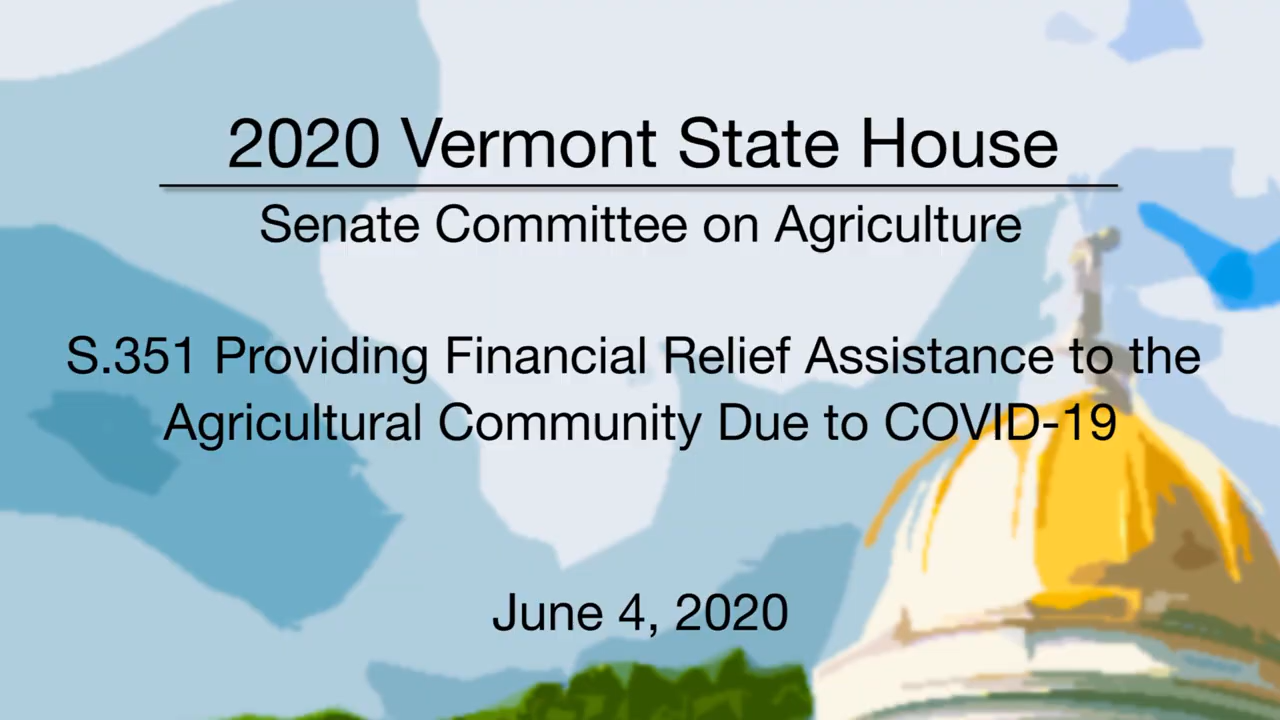 2020 Vermont State House
Senate Committee on Agriculture
S.351 Providing Financial Relief Assistance to the
Agricultural Community Due to COVID-19
June 4, 2020